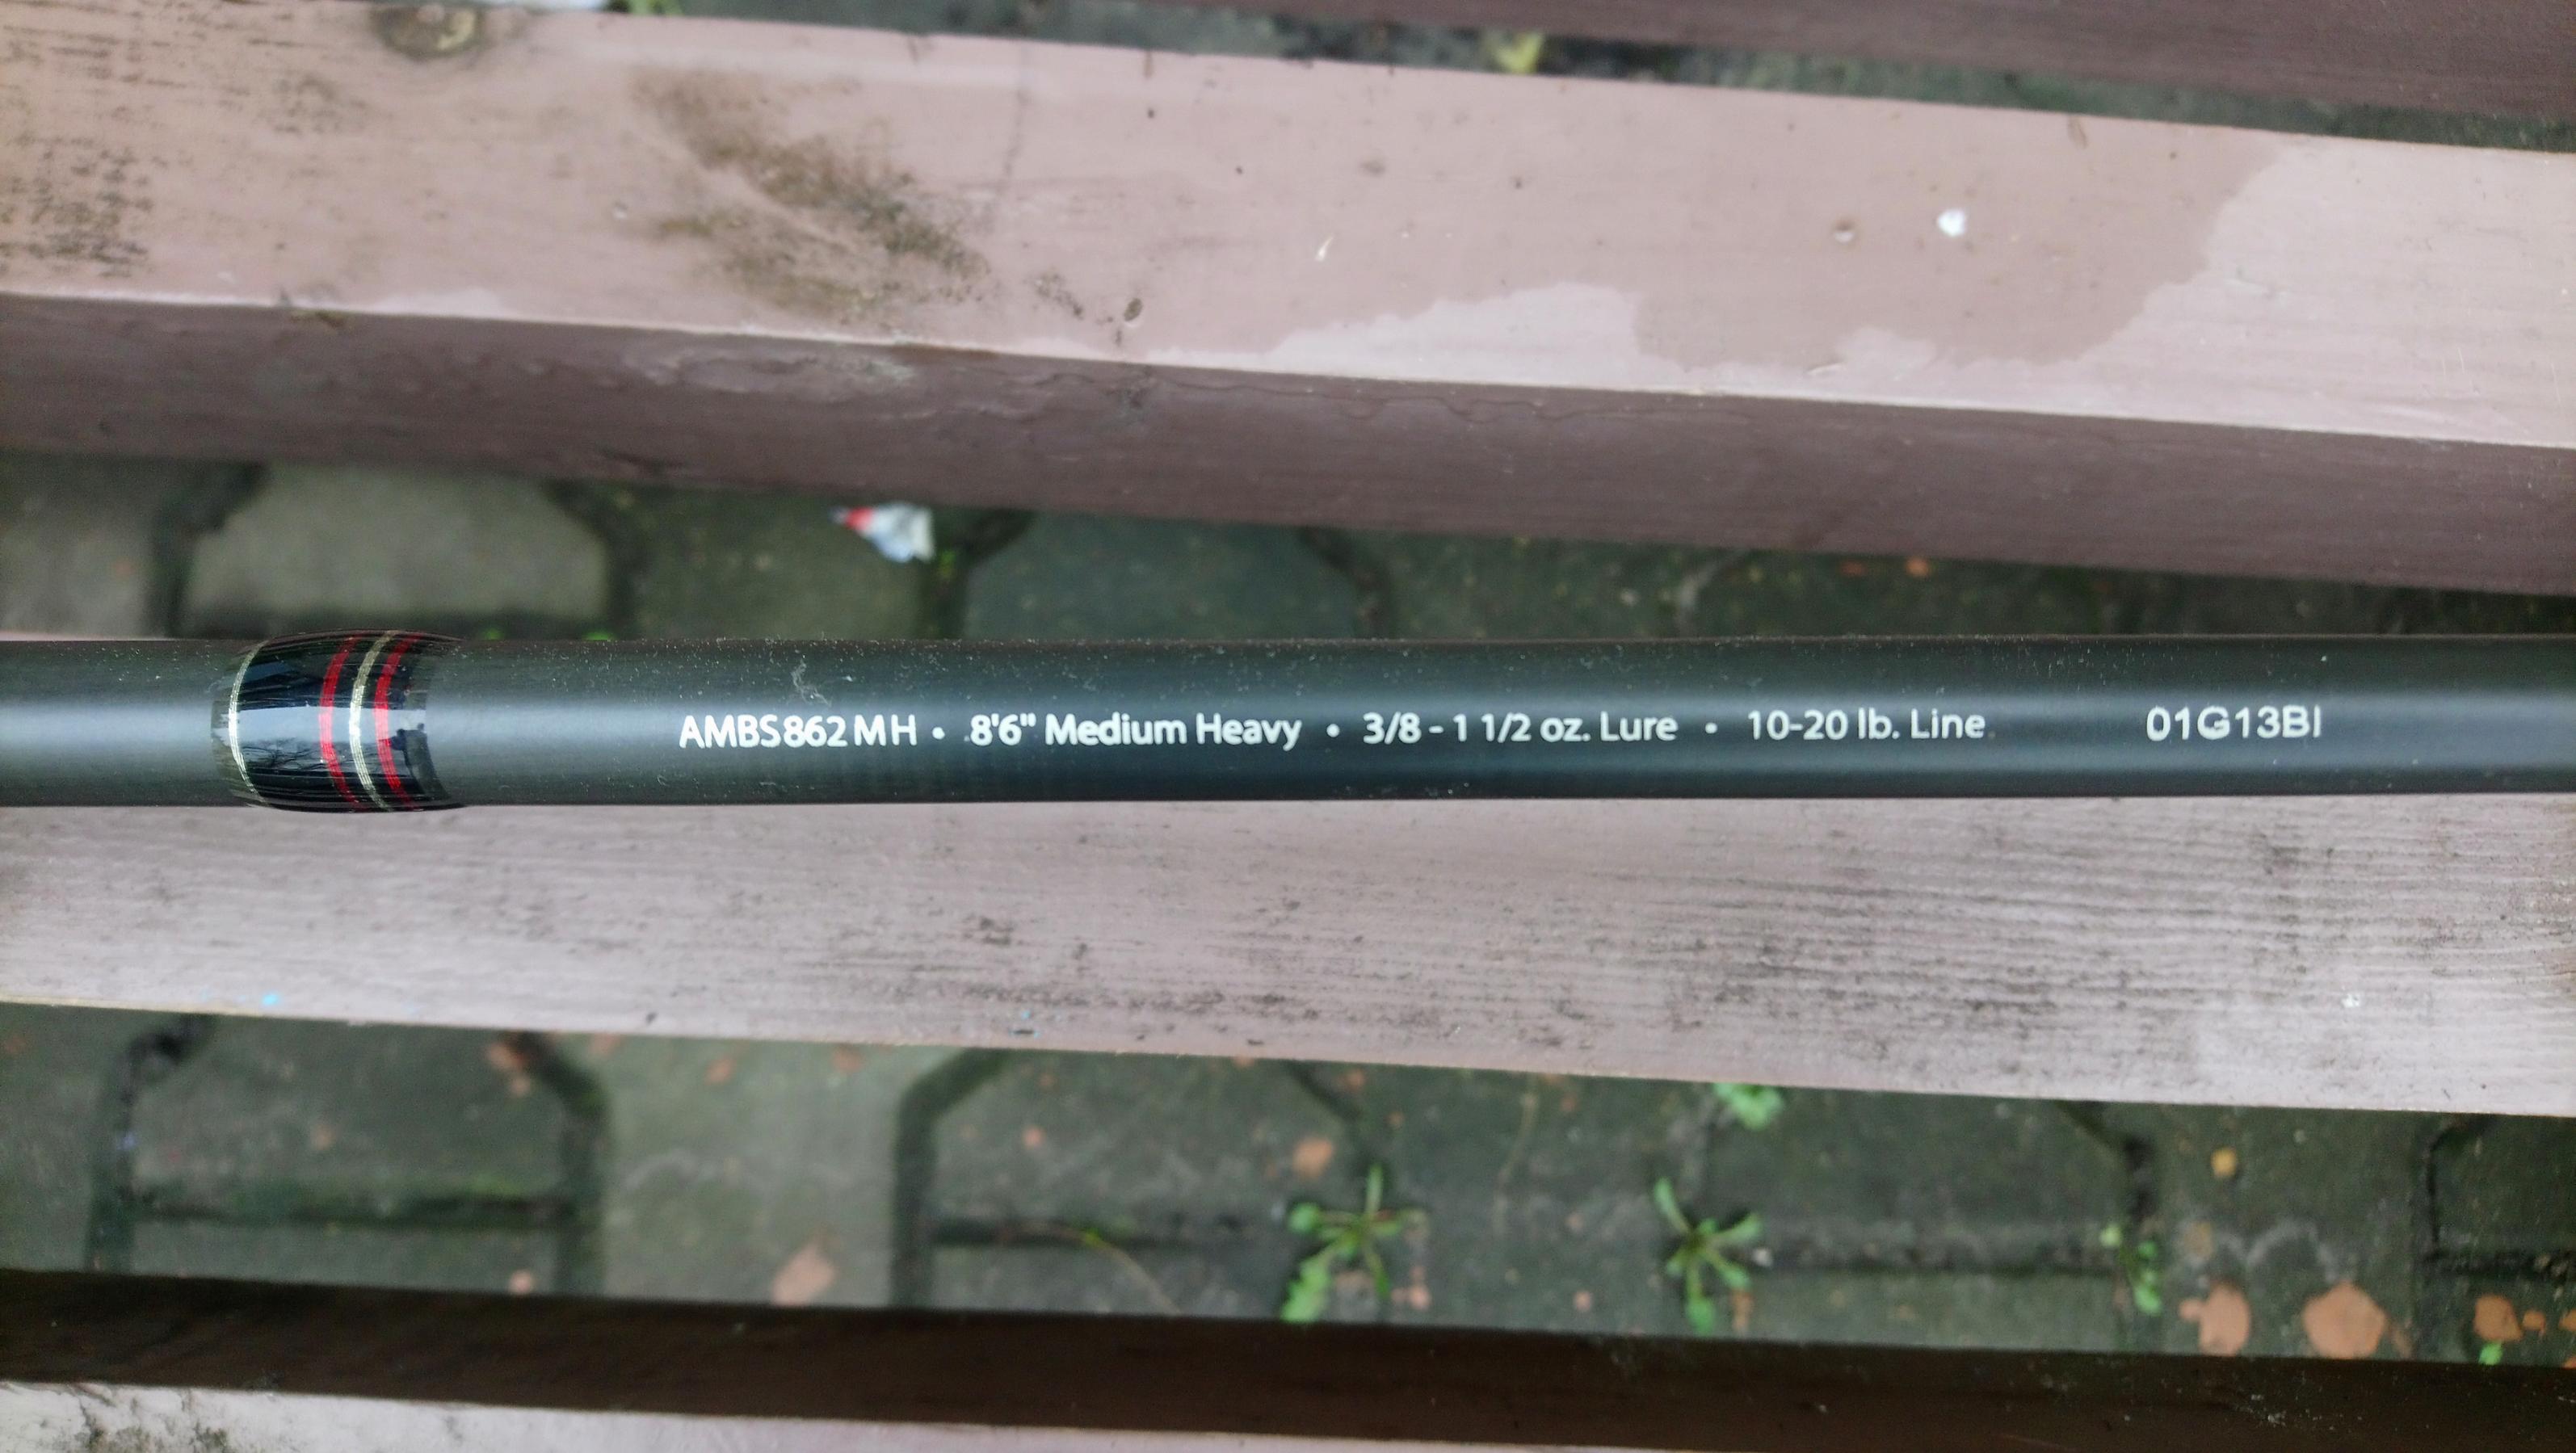 AMBS862MH • 8'6" Medium Heavy • 3/8 - 1 1/2 oz. Lure • 10-20 lb. Line 01G13BI